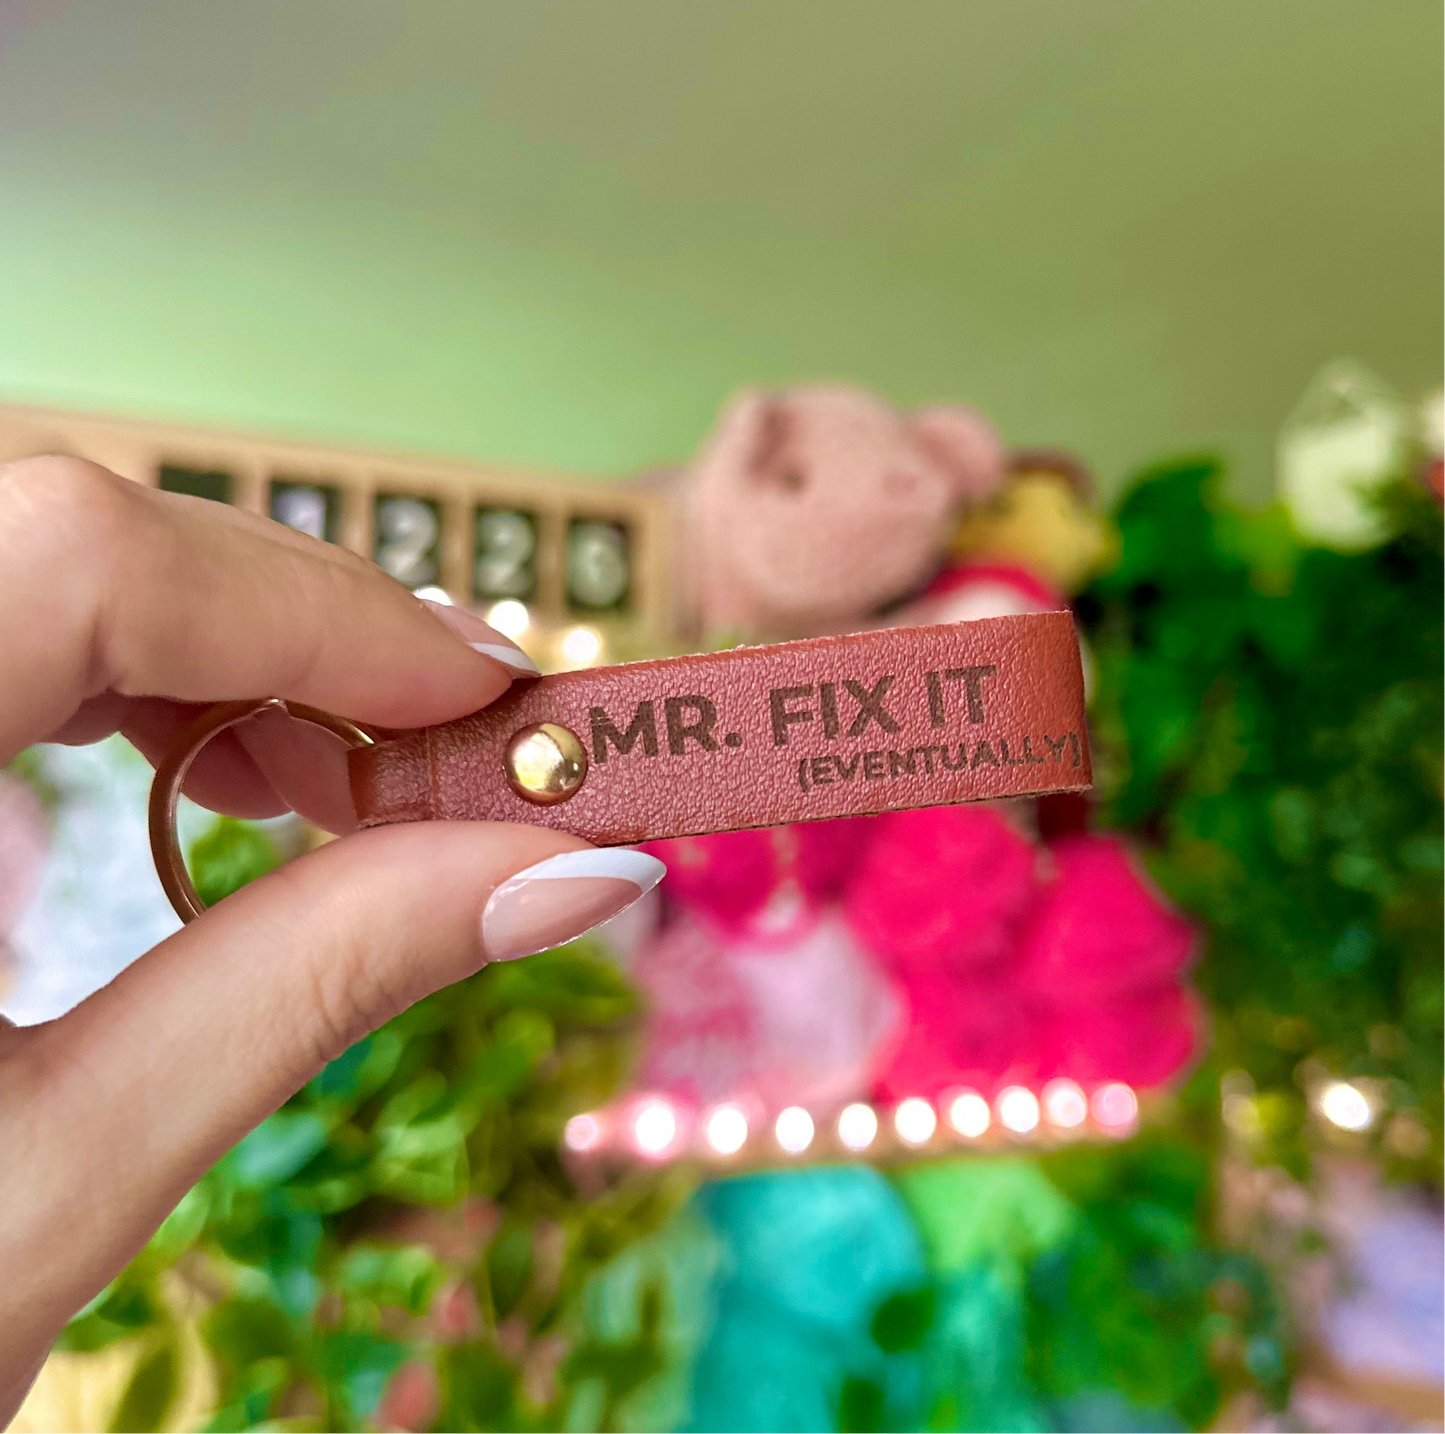 MR. FIX IT
(EVENTUALLY)